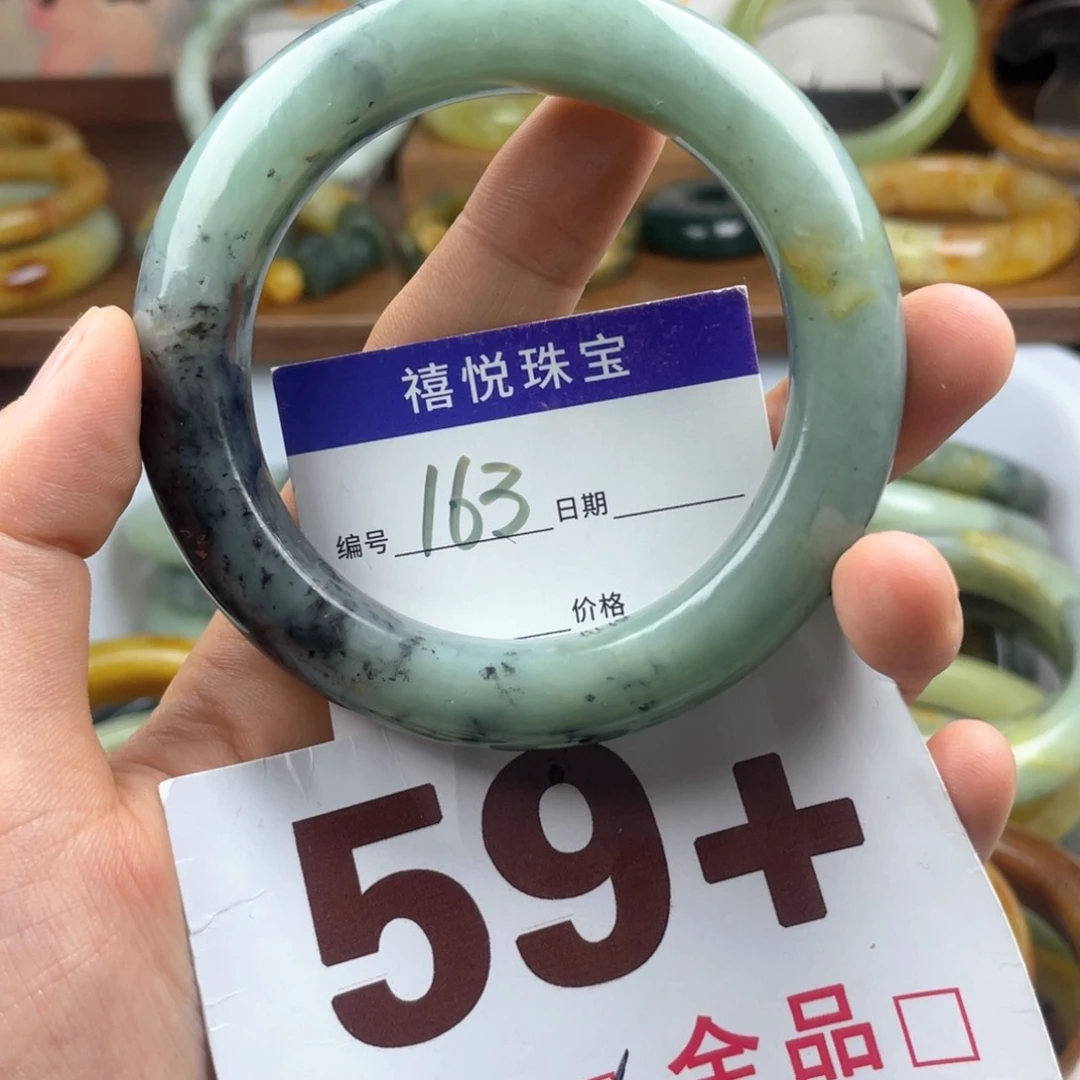 禧悦珠宝
编号 163 日期
价格
59+
全品□